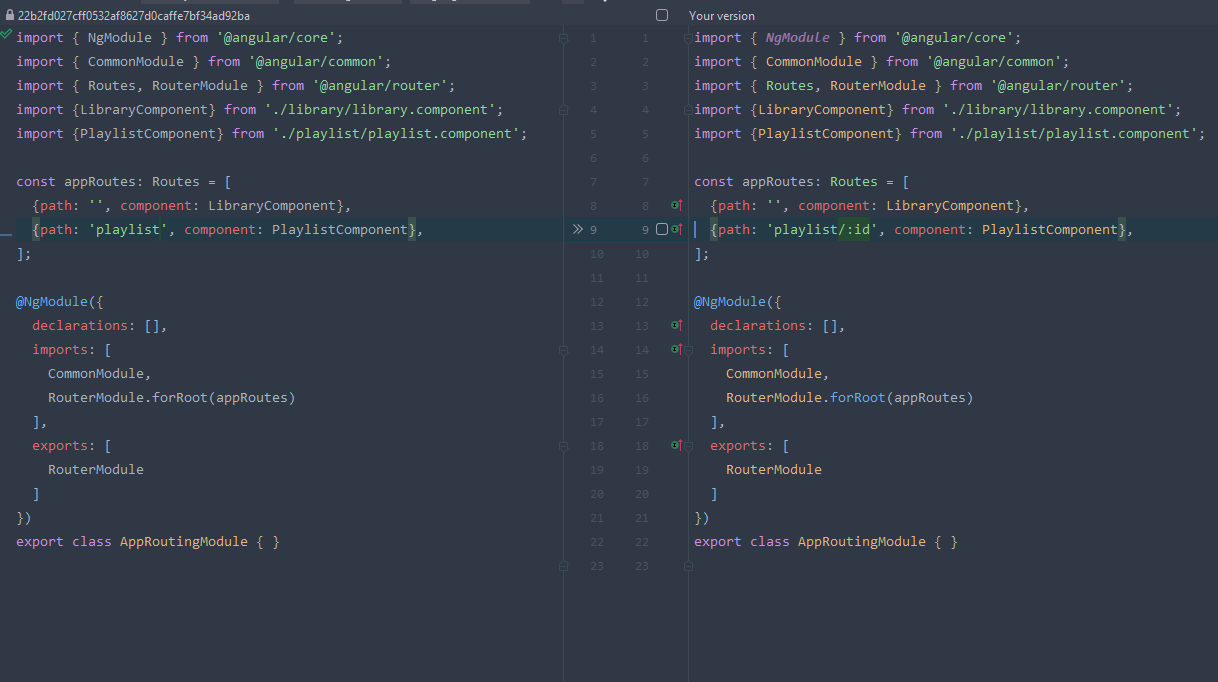 22b2fd027cff0532af8627d0caffe7bf34ad92ba
import { NgModule } from '@angular/core';
import { CommonModule } from '@angular/common';
import { Routes, RouterModule } from '@angular/router';
import {LibraryComponent} from './library/library.component';
import {PlaylistComponent} from './playlist/playlist.component';
const appRoutes: Routes = [
{path: '', component: LibraryComponent},
{path: 'playlist', component: PlaylistComponent},
];
@NgModule({
declarations: [],
imports: [
CommonModule,
RouterModule.forRoot(appRoutes)
],
exports: [
RouterModule
]
})
export class AppRoutingModule { }
1 1
2 2
3 3
4 4
5 5
6 6
7 7
8 8
9 9
10 10
11 11
12 12
13 13
14 14
15 15
16 16
17 17
18 18
19 19
20 20
21 21
22 22
23 23
Your version
import { NgModule } from '@angular/core';
import { CommonModule } from '@angular/common';
import { Routes, RouterModule } from '@angular/router';
import {LibraryComponent} from './library/library.component';
import {PlaylistComponent} from './playlist/playlist.component';
const appRoutes: Routes = [
{path: '', component: LibraryComponent},
{path: 'playlist/:id', component: PlaylistComponent},
];
@NgModule({
declarations: [],
imports: [
CommonModule,
RouterModule.forRoot(appRoutes)
],
exports: [
RouterModule
]
})
export class AppRoutingModule { }